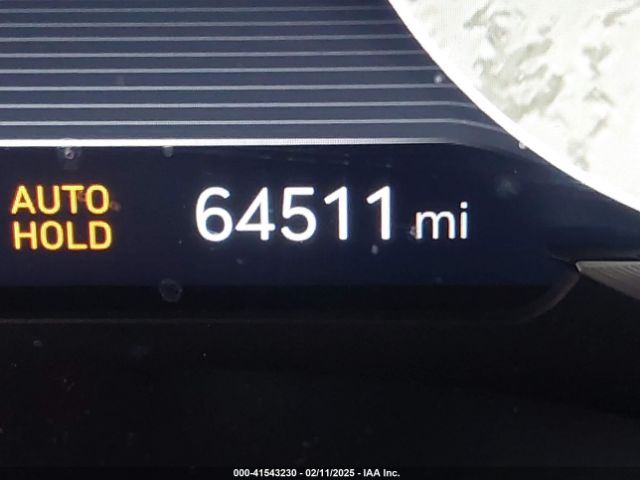 AUTO
HOLD
64511 mi
000-41543230 - 02/11/2025 - IAA Inc.